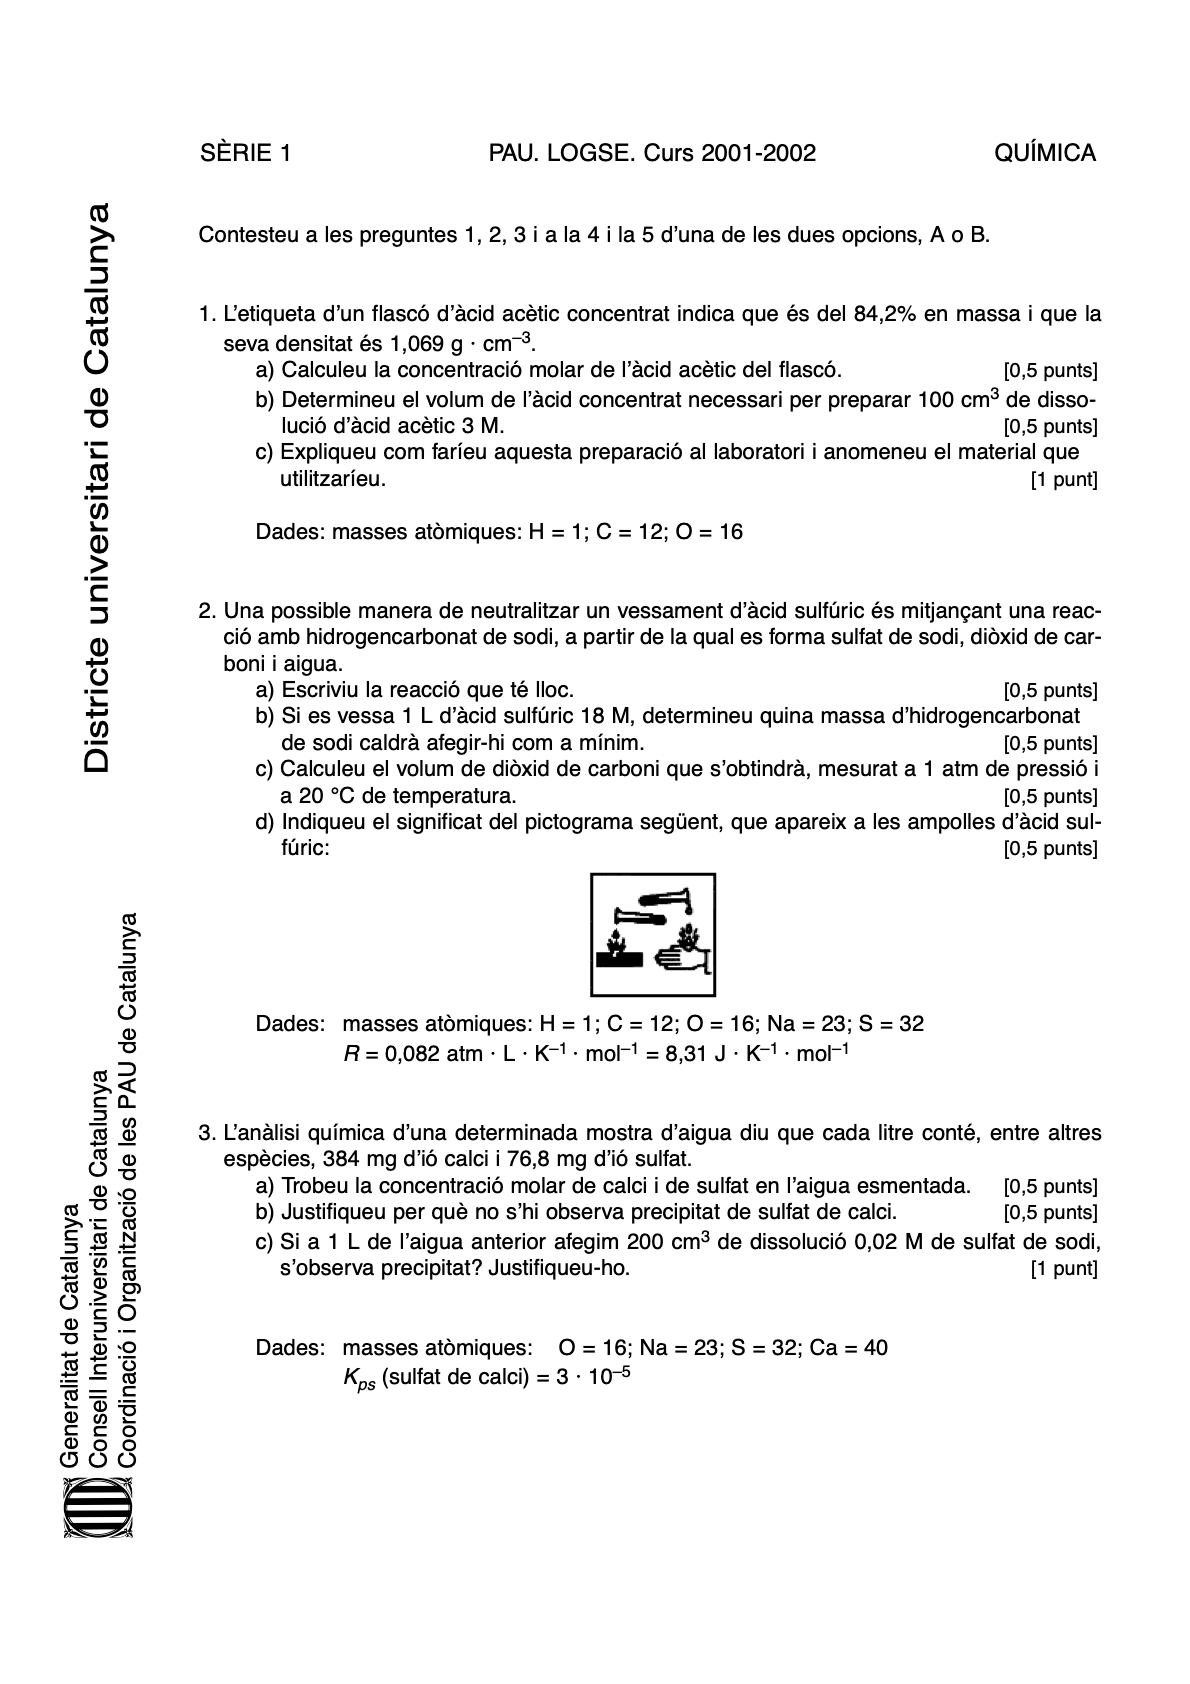 SÈRIE 1 PAU. LOGSE. Curs 2001-2002 QUÍMICA
Contesteu a les preguntes 1, 2, 3 i a la 4 i la 5 d’una de les dues opcions, A o B.
1. L’etiqueta d’un flascó d’àcid acètic concentrat indica que és del 84,2% en massa i que la
seva densitat és 1,069 g · cm–3.
a) Calculeu la concentració molar de l’àcid acètic del flascó. [0,5 punts]
b) Determineu el volum de l’àcid concentrat necessari per preparar 100 cm3 de disso-
lució d’àcid acètic 3 M. [0,5 punts]
c) Expliqueu com faríeu aquesta preparació al laboratori i anomeneu el material que
utilitzaríeu. [1 punt]
Dades: masses atòmiques: H = 1; C = 12; O = 16
2. Una possible manera de neutralitzar un vessament d’àcid sulfúric és mitjançant una reac-
ció amb hidrogencarbonat de sodi, a partir de la qual es forma sulfat de sodi, diòxid de car-
boni i aigua.
a) Escriviu la reacció que té lloc. [0,5 punts]
b) Si es vessa 1 L d’àcid sulfúric 18 M, determineu quina massa d’hidrogencarbonat
de sodi caldrà afegir-hi com a mínim. [0,5 punts]
c) Calculeu el volum de diòxid de carboni que s’obtindrà, mesurat a 1 atm de pressió i
a 20 °C de temperatura. [0,5 punts]
d) Indiqueu el significat del pictograma següent, que apareix a les ampolles d’àcid sul-
fúric: [0,5 punts]
Dades: masses atòmiques: H = 1; C = 12; O = 16; Na = 23; S = 32
R = 0,082 atm · L · K–1 · mol–1 = 8,31 J · K–1 · mol–1
3. L’anàlisi química d’una determinada mostra d’aigua diu que cada litre conté, entre altres
espècies, 384 mg d’ió calci i 76,8 mg d’ió sulfat.
a) Trobeu la concentració molar de calci i de sulfat en l’aigua esmentada. [0,5 punts]
b) Justifiqueu per què no s’hi observa precipitat de sulfat de calci. [0,5 punts]
c) Si a 1 L de l’aigua anterior afegim 200 cm3 de dissolució 0,02 M de sulfat de sodi,
s’observa precipitat? Justifiqueu-ho. [1 punt]
Dades: masses atòmiques: O = 16; Na = 23; S = 32; Ca = 40
Kps (sulfat de calci) = 3 · 10–5
Districte universitari de Catalunya
Generalitat de Catalunya
Consell Interuniversitari de Catalunya
Coordinació i Organització de les PAU de Catalunya